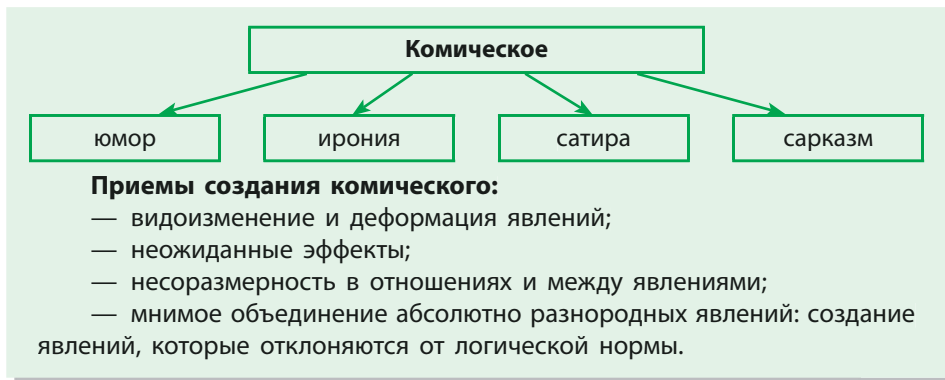 Комическое
юмор
ирония
сатира
сарказм
Приемы создания комического:
— видоизменение и деформация явлений;
— неожиданные эффекты;
— несоразмерность в отношениях и между явлениями;
— мнимое объединение абсолютно разнородных явлений: создание
явлений, которые отклоняются от логической нормы.